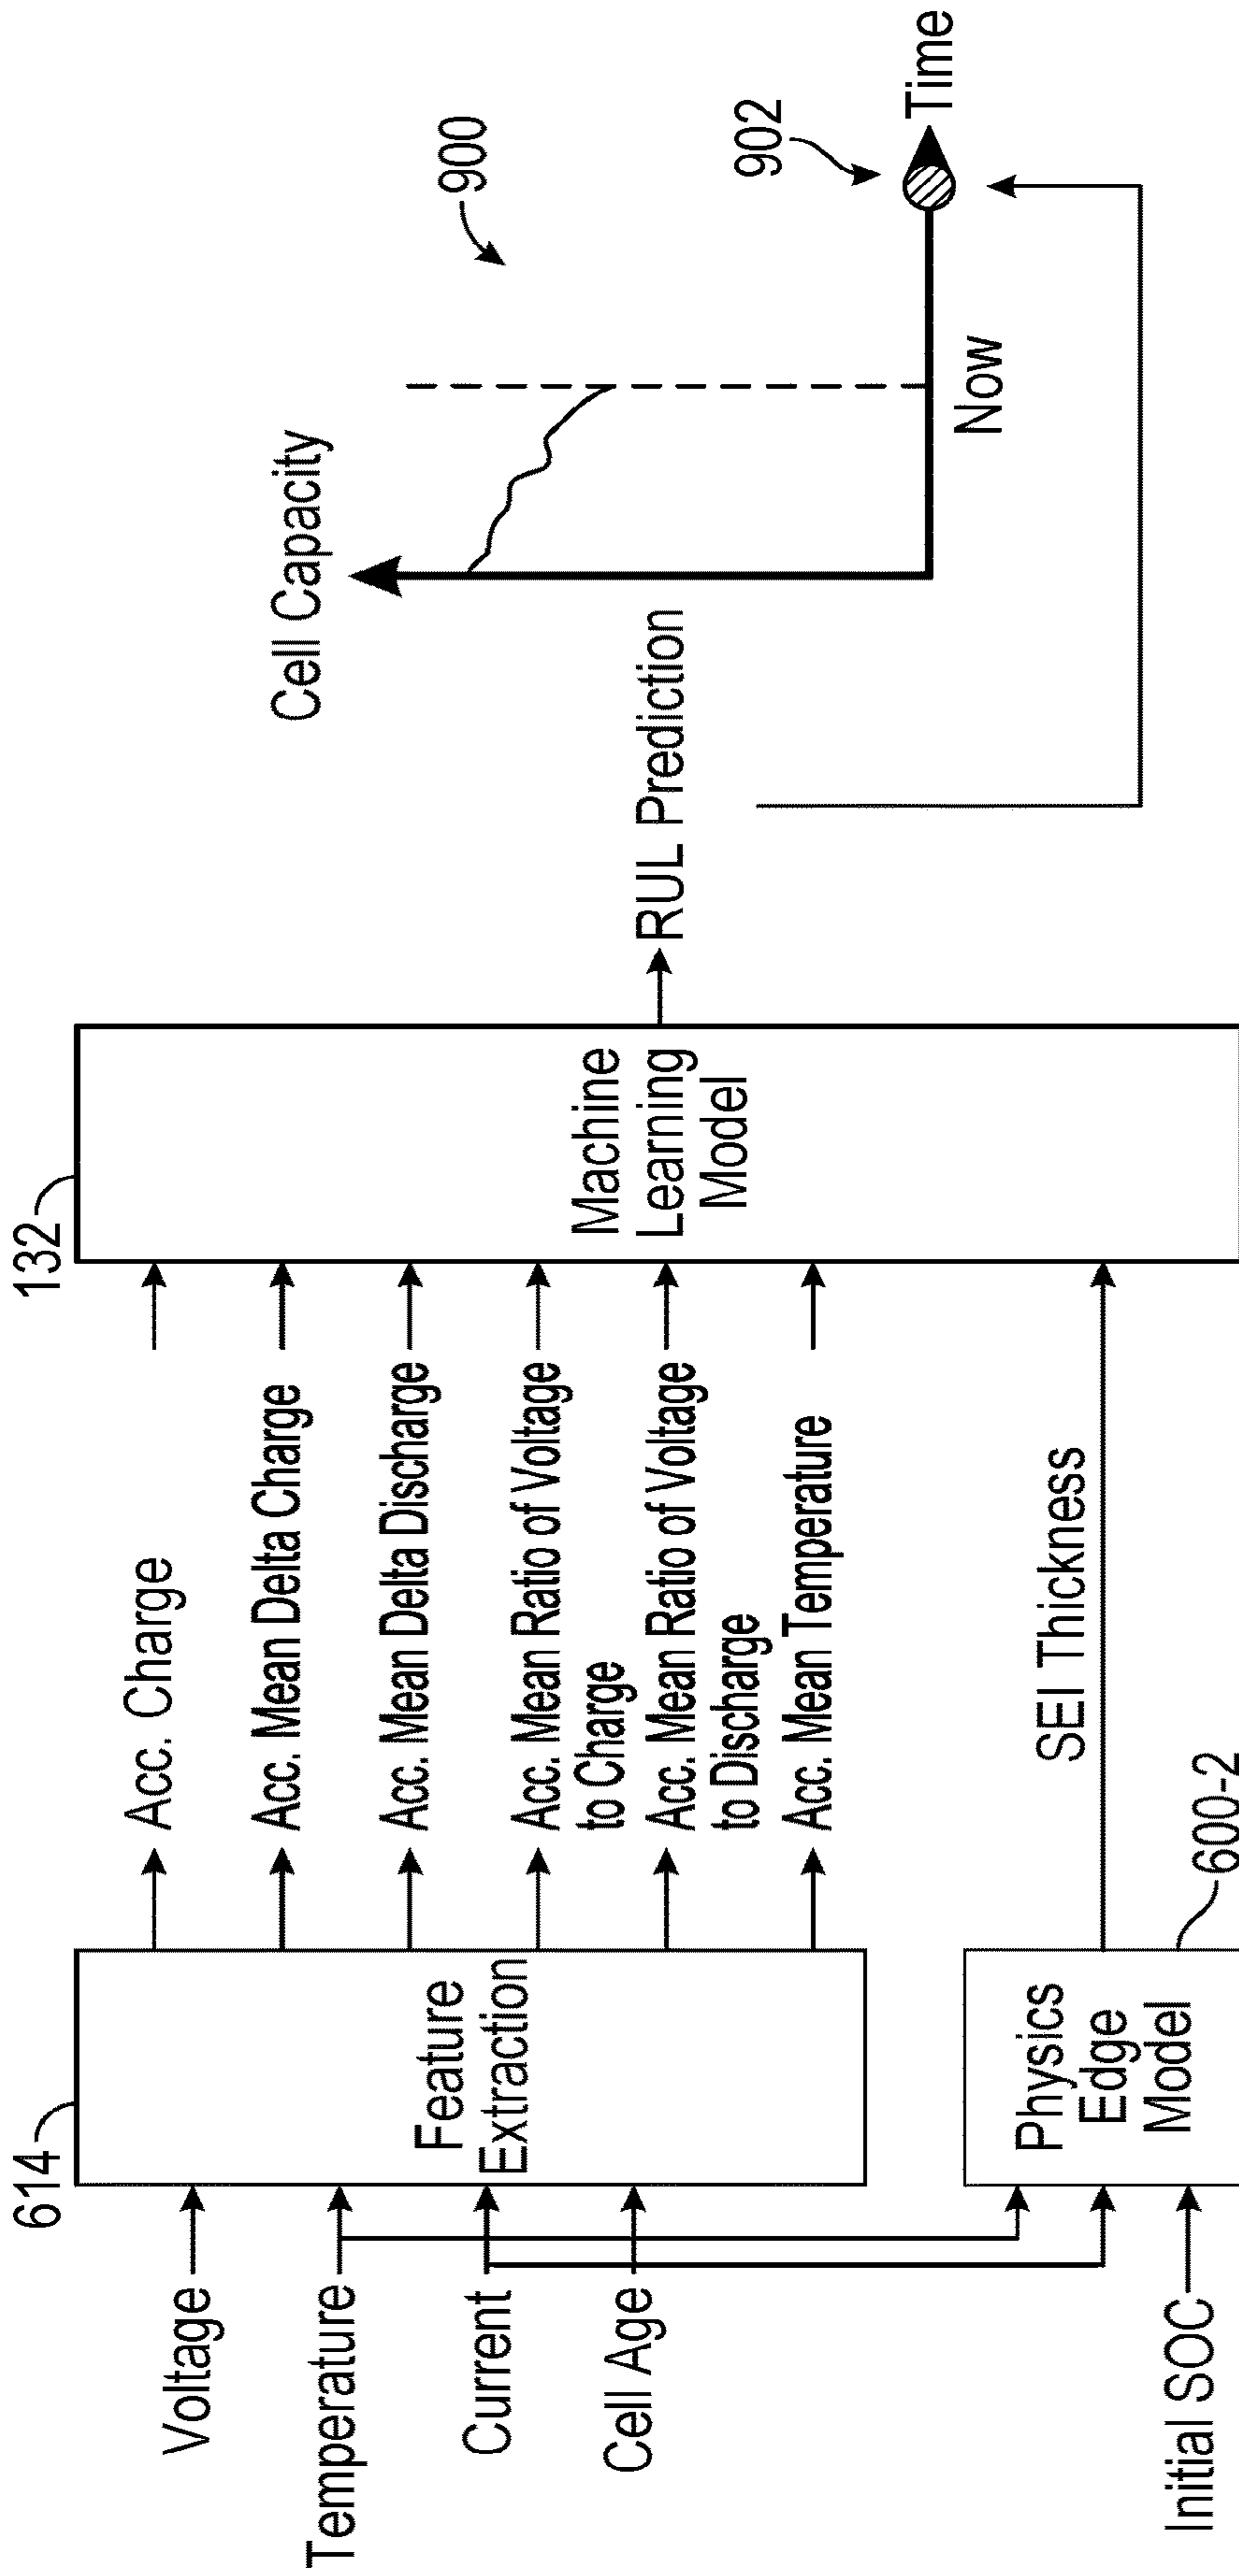 614
132
Voltage
Temperature
Current
Cell Age
Initial SOC
Feature
Extraction
Physics
Edge
Model
600-2
Acc. Charge
Acc. Mean Delta Charge
Acc. Mean Delta Discharge
Acc. Mean Ratio of Voltage
to Charge
Acc. Mean Ratio of Voltage
to Discharge
Acc. Mean Temperature
SEI Thickness
Machine
Learning
Model
RUL Prediction
Cell Capacity
900
902
Now
Time